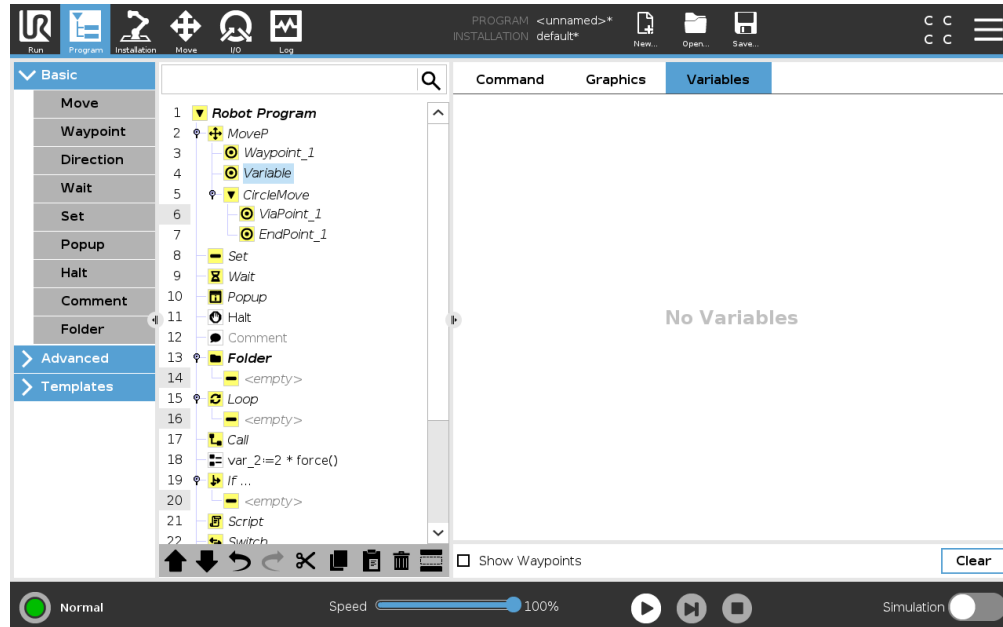 UR
PROGRAM <unnamed>*
INSTALLATION default*
C C
C C
Run Program Installation Move I/O Log New... Open... Save...
Basic
Move
Waypoint
Direction
Wait
Set
Popup
Halt
Comment
Folder
Advanced
Templates
1 Robot Program
2 MoveP
3 Waypoint_1
4 Variable
5 CircleMove
6 ViaPoint_1
7 EndPoint_1
8 Set
9 Wait
10 Popup
11 Halt
12 Comment
13 Folder
14 <empty>
15 Loop
16 <empty>
17 Call
18 var_2:=2 * force()
19 If ...
20 <empty>
21 Script
22 Switch
Command Graphics Variables
No Variables
Show Waypoints Clear
Normal Speed 100% Simulation